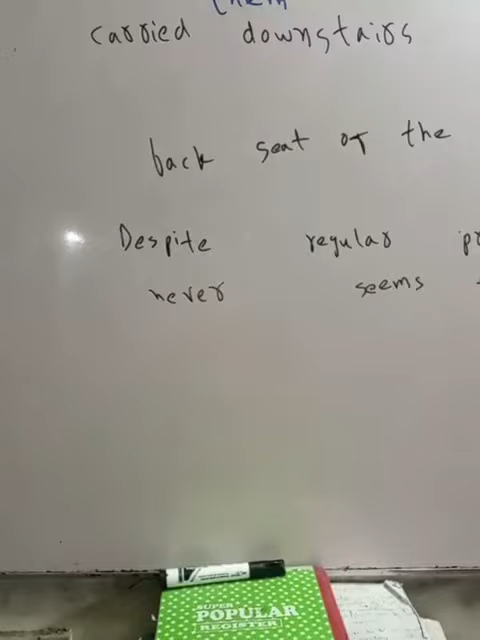 them
carried downstairs
back seat of the
Despite regular
never seems
SUPER
POPULAR
REGISTER